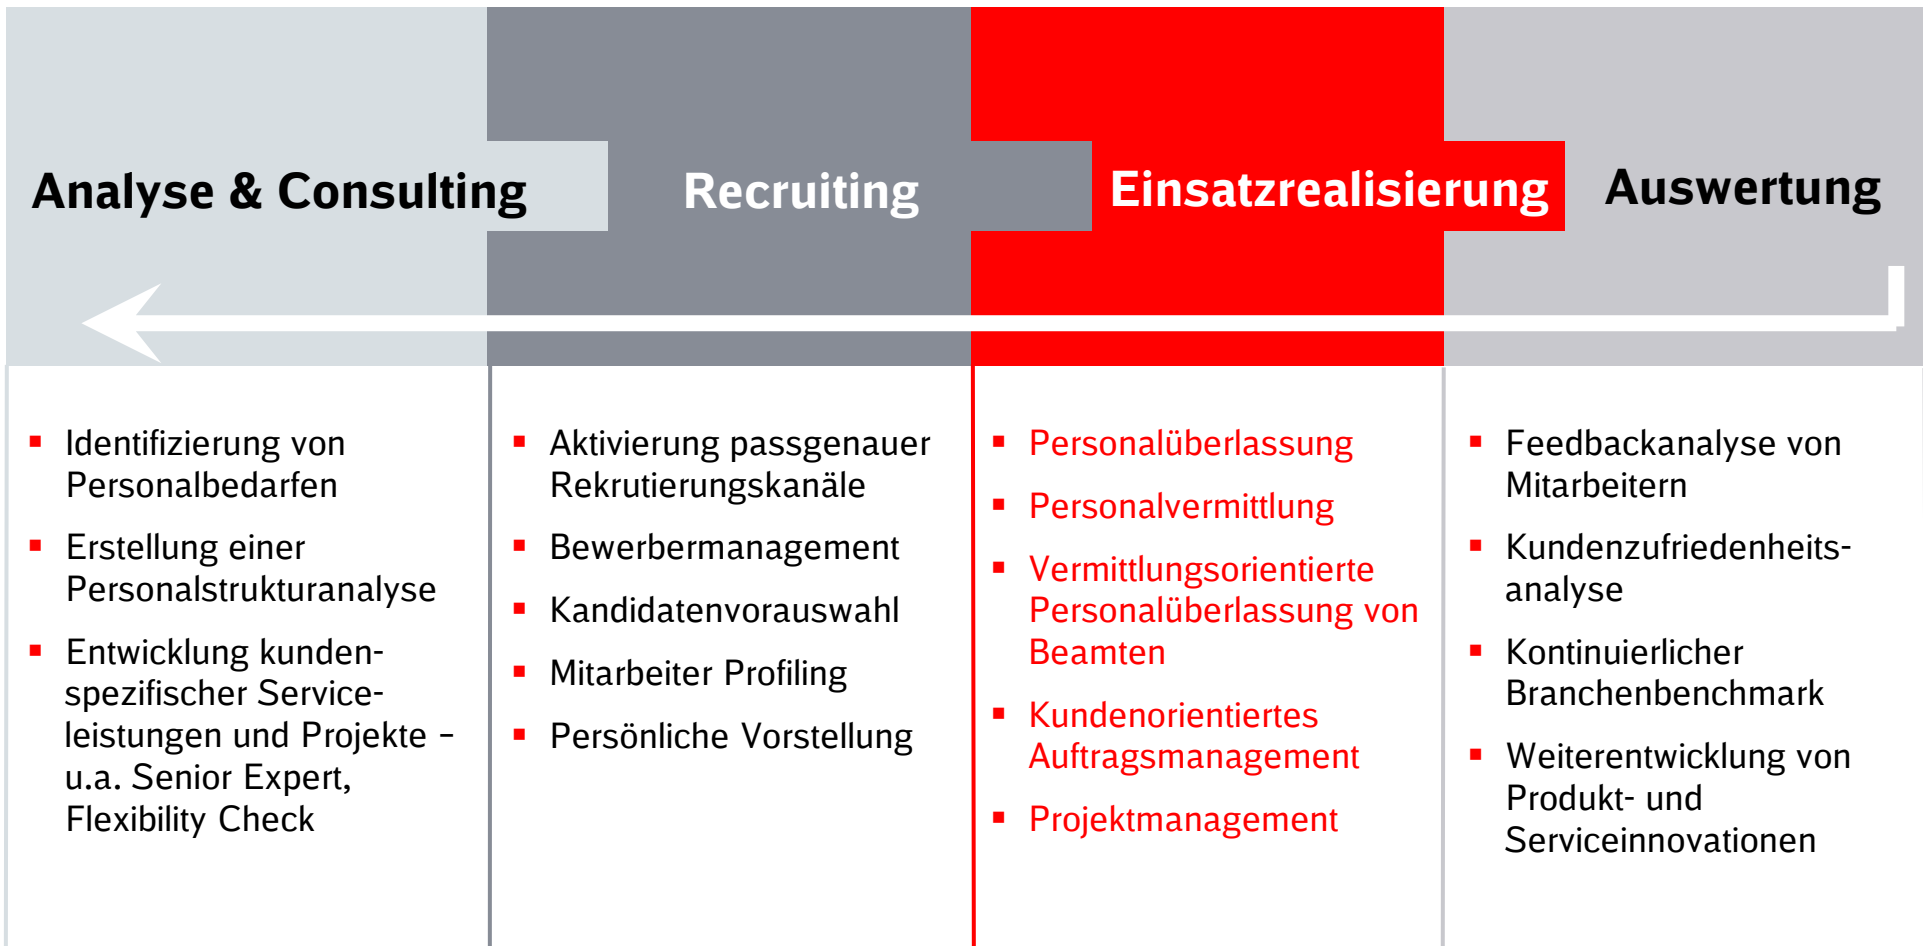 Analyse & Consulting
Recruiting
Einsatzrealisierung
Auswertung
▪ Identifizierung von
Personalbedarfen
▪ Erstellung einer
Personalstrukturanalyse
▪ Entwicklung kunden-
spezifischer Service-
leistungen und Projekte –
u.a. Senior Expert,
Flexibility Check
▪ Aktivierung passgenauer
Rekrutierungskanäle
▪ Bewerbermanagement
▪ Kandidatenvorauswahl
▪ Mitarbeiter Profiling
▪ Persönliche Vorstellung
▪ Personalüberlassung
▪ Personalvermittlung
▪ Vermittlungsorientierte
Personalüberlassung von
Beamten
▪ Kundenorientiertes
Auftragsmanagement
▪ Projektmanagement
▪ Feedbackanalyse von
Mitarbeitern
▪ Kundenzufriedenheits-
analyse
▪ Kontinuierlicher
Branchenbenchmark
▪ Weiterentwicklung von
Produkt- und
Serviceinnovationen